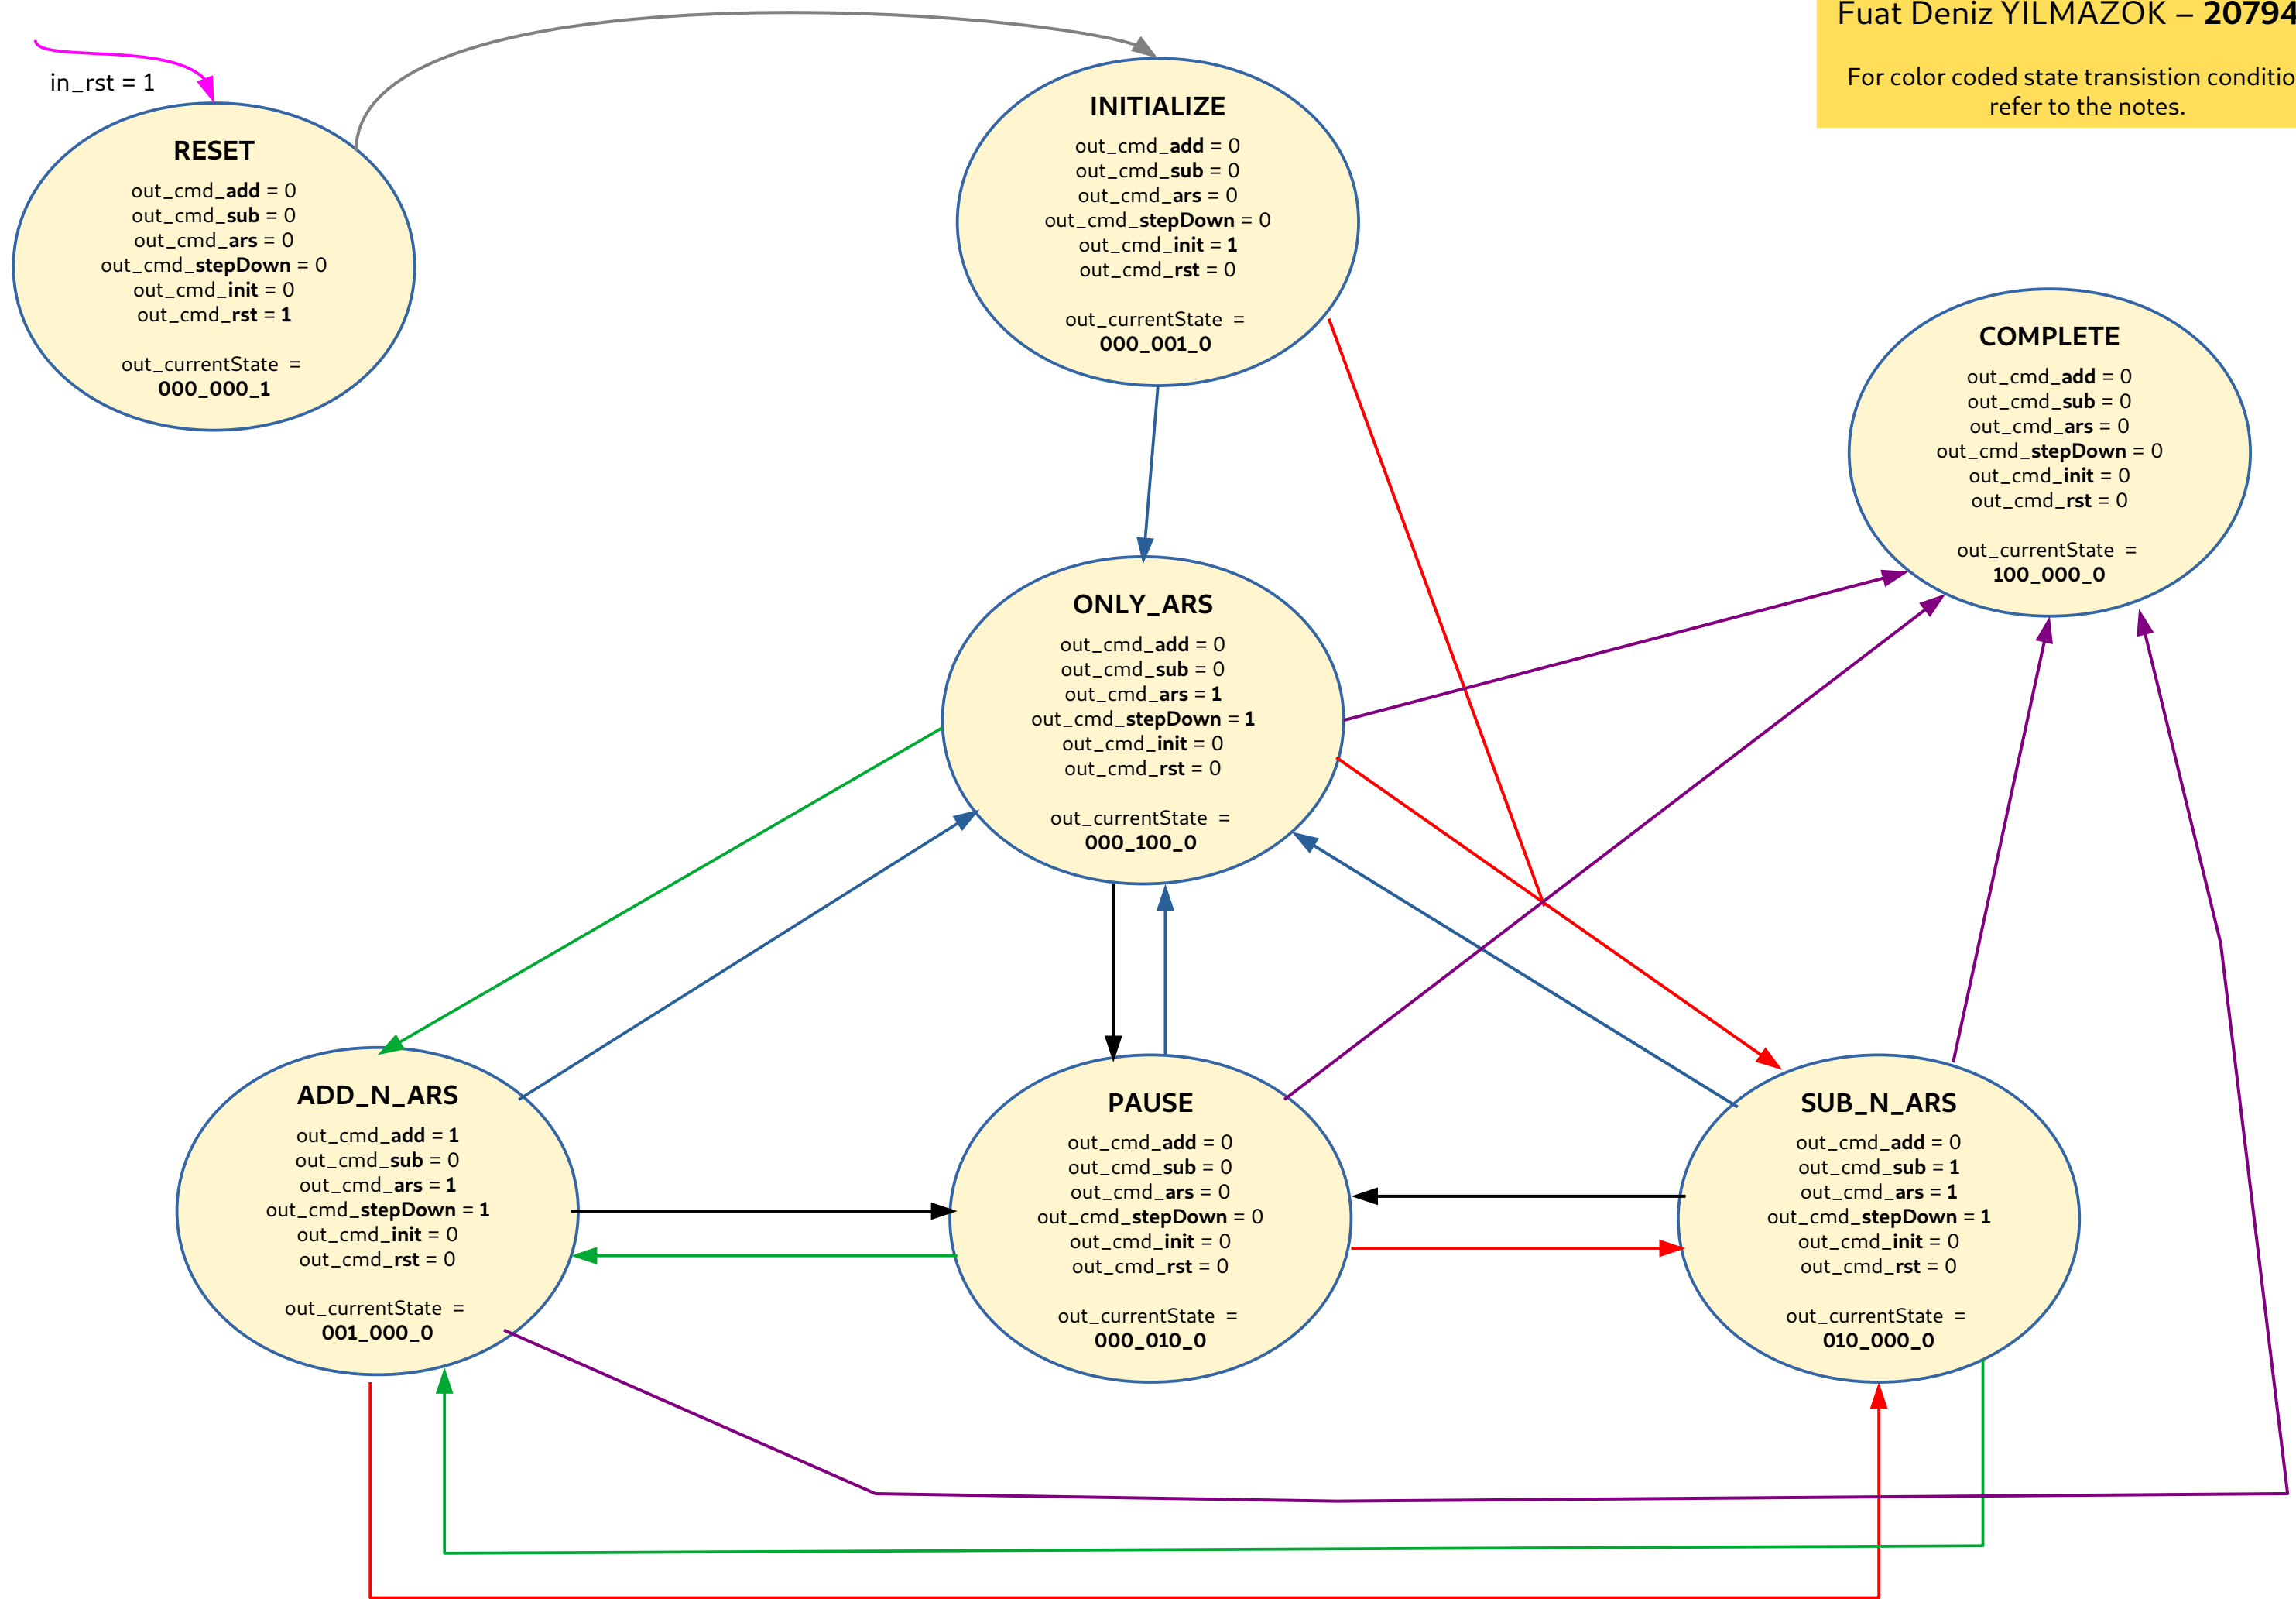 Fuat Deniz YILMAZOK – 20794
For color coded state transistion conditio
refer to the notes.
in_rst = 1
RESET
out_cmd_add = 0
out_cmd_sub = 0
out_cmd_ars = 0
out_cmd_stepDown = 0
out_cmd_init = 0
out_cmd_rst = 1
out_currentState =
000_000_1
INITIALIZE
out_cmd_add = 0
out_cmd_sub = 0
out_cmd_ars = 0
out_cmd_stepDown = 0
out_cmd_init = 1
out_cmd_rst = 0
out_currentState =
000_001_0
COMPLETE
out_cmd_add = 0
out_cmd_sub = 0
out_cmd_ars = 0
out_cmd_stepDown = 0
out_cmd_init = 0
out_cmd_rst = 0
out_currentState =
100_000_0
ONLY_ARS
out_cmd_add = 0
out_cmd_sub = 0
out_cmd_ars = 1
out_cmd_stepDown = 1
out_cmd_init = 0
out_cmd_rst = 0
out_currentState =
000_100_0
ADD_N_ARS
out_cmd_add = 1
out_cmd_sub = 0
out_cmd_ars = 1
out_cmd_stepDown = 1
out_cmd_init = 0
out_cmd_rst = 0
out_currentState =
001_000_0
PAUSE
out_cmd_add = 0
out_cmd_sub = 0
out_cmd_ars = 0
out_cmd_stepDown = 0
out_cmd_init = 0
out_cmd_rst = 0
out_currentState =
000_010_0
SUB_N_ARS
out_cmd_add = 0
out_cmd_sub = 1
out_cmd_ars = 1
out_cmd_stepDown = 1
out_cmd_init = 0
out_cmd_rst = 0
out_currentState =
010_000_0